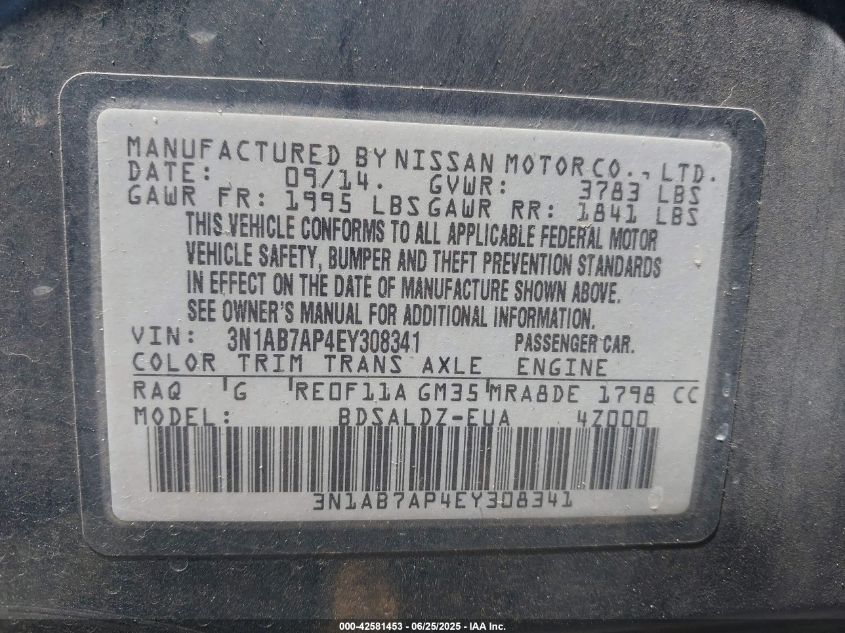 MANUFACTURED BY NISSAN MOTOR CO., LTD.
DATE: 09/14. GVWR: 3783 LBS
GAWR FR: 1995 LBS GAWR RR: 1841 LBS
THIS VEHICLE CONFORMS TO ALL APPLICABLE FEDERAL MOTOR
VEHICLE SAFETY, BUMPER AND THEFT PREVENTION STANDARDS
IN EFFECT ON THE DATE OF MANUFACTURE SHOWN ABOVE.
SEE OWNER'S MANUAL FOR ADDITIONAL INFORMATION.
VIN: 3N1AB7AP4EY308341 PASSENGER CAR.
COLOR TRIM TRANS AXLE ENGINE
RAQ G RE0F11A GM35 MRA8DE 1798 CC
MODEL: BDSALDZ-EUA 4Z000
3N1AB7AP4EY308341
000-42581453 | 06/25/2025 - IAA Inc.